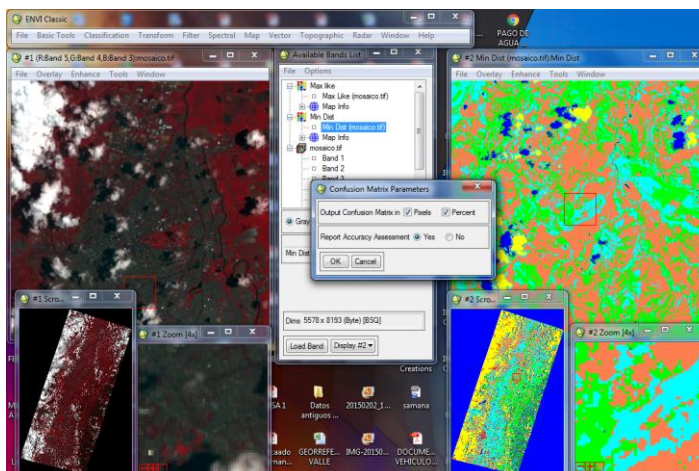 ENVI Classic
File Basic Tools Classification Transform Filter Spectral Map Vector Topographic Radar Window Help
PAGO DE AGUA ...
#1 (R:Band 5,G:Band 4,B:Band 3):mosaic.tif
File Overlay Enhance Tools Window
Available Bands List
File Options
Max like
Max Like (mosaico.tif)
Map Info
Min Dist
Min Dist (mosaico.tif)
Map Info
mosaico.tif
Band 1
Band 2
Band 3
#2 Min Dist (mosaico.tif):Min Dist
File Overlay Enhance Tools Window
Confusion Matrix Parameters
Output Confusion Matrix in Pixels Percent
Report Accuracy Assessment Yes No
OK Cancel
Gray
Min Dist
Dims 5578 x 8193 (Byte) [BSQ]
Load Band Display #2
#1 Scro...
#1 Zoom [4x]
#2 Scro...
#2 Zoom [4x]
Creations
SA 1
Datos antiguos ...
20150202_1...
samana
GEORREFE... VALLE
IMG-20150...
DOCUME... VEHICULO...